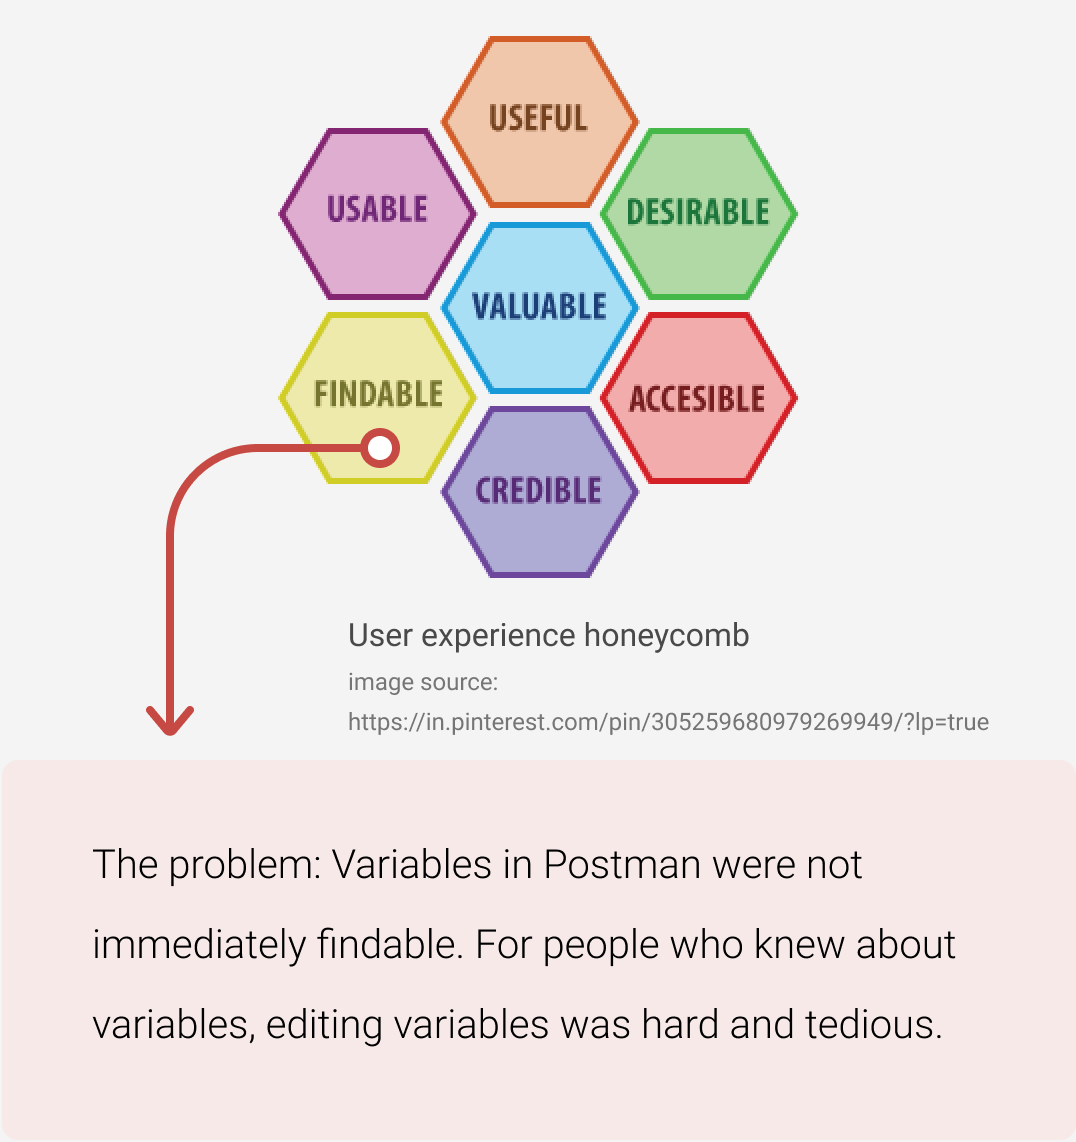 USEFUL
USABLE
DESIRABLE
VALUABLE
FINDABLE
ACCESIBLE
CREDIBLE
User experience honeycomb
image source:
https://in.pinterest.com/pin/305259680979269949/?lp=true
The problem: Variables in Postman were not
immediately findable. For people who knew about
variables, editing variables was hard and tedious.